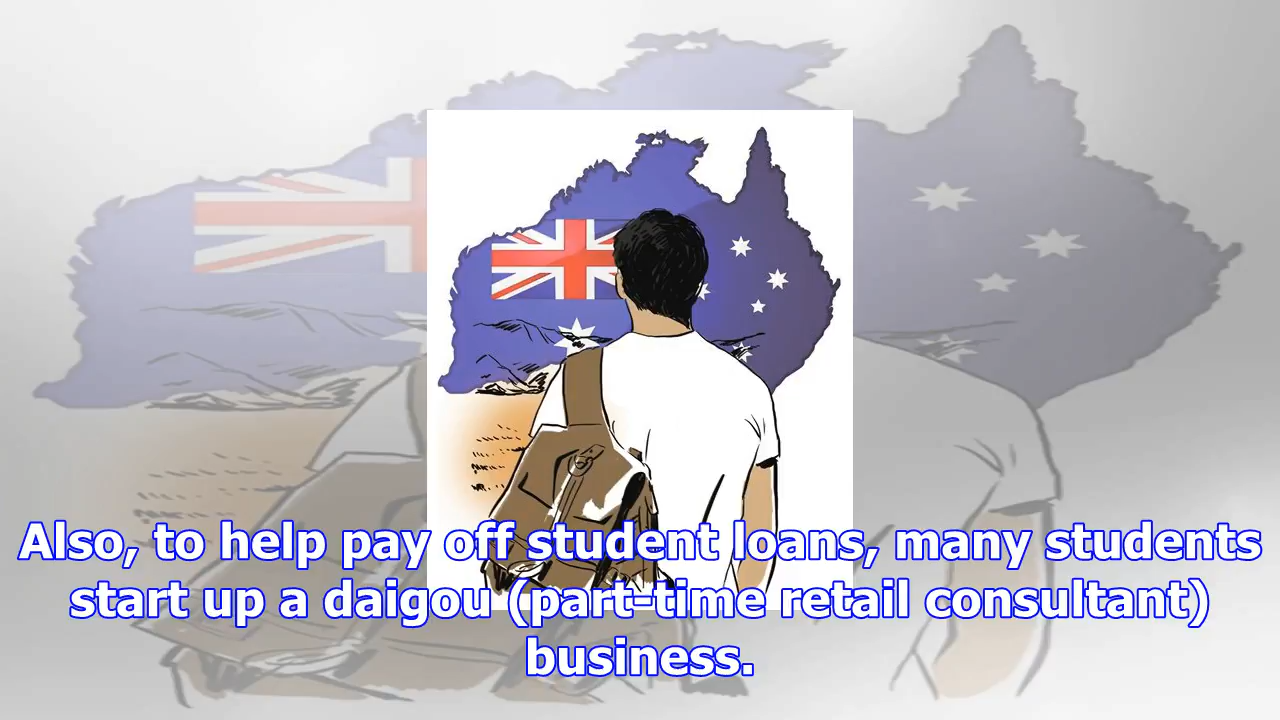 Also, to help pay off student loans, many students
start up a daigou (part-time retail consultant)
business.